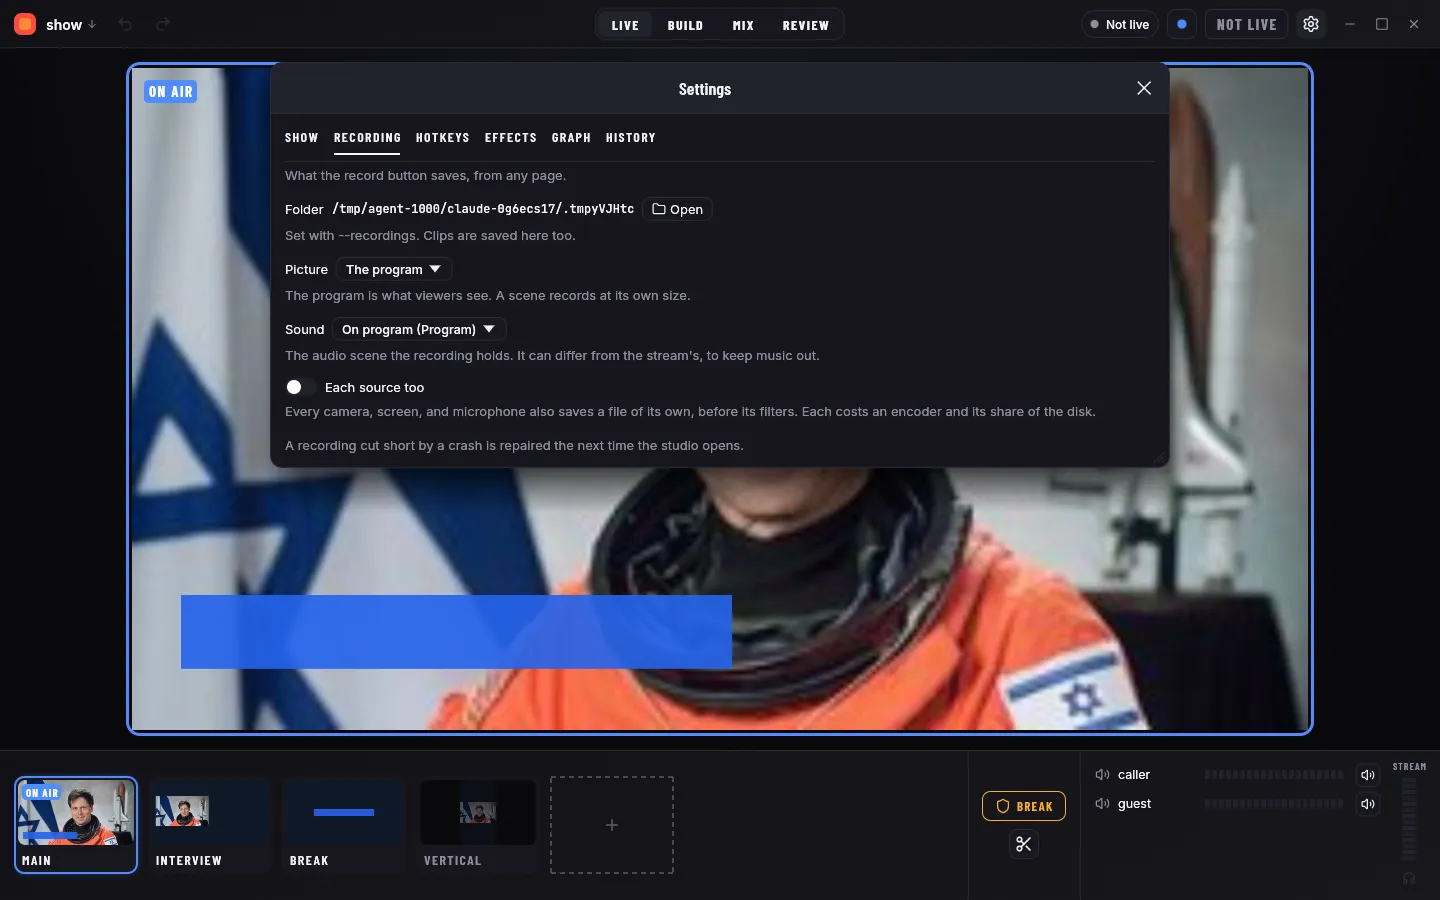 show
LIVE BUILD MIX REVIEW
Not live
NOT LIVE
ON AIR
Settings
SHOW RECORDING HOTKEYS EFFECTS GRAPH HISTORY
What the record button saves, from any page.
Folder /tmp/agent-1000/claude-0g6ecs17/.tmpyVJHtc Open
Set with --recordings. Clips are saved here too.
Picture The program
The program is what viewers see. A scene records at its own size.
Sound On program (Program)
The audio scene the recording holds. It can differ from the stream's, to keep music out.
Each source too
Every camera, screen, and microphone also saves a file of its own, before its filters. Each costs an encoder and its share of the disk.
A recording cut short by a crash is repaired the next time the studio opens.
ON AIR
MAIN
INTERVIEW
BREAK
VERTICAL
+
BREAK
caller
guest
STREAM